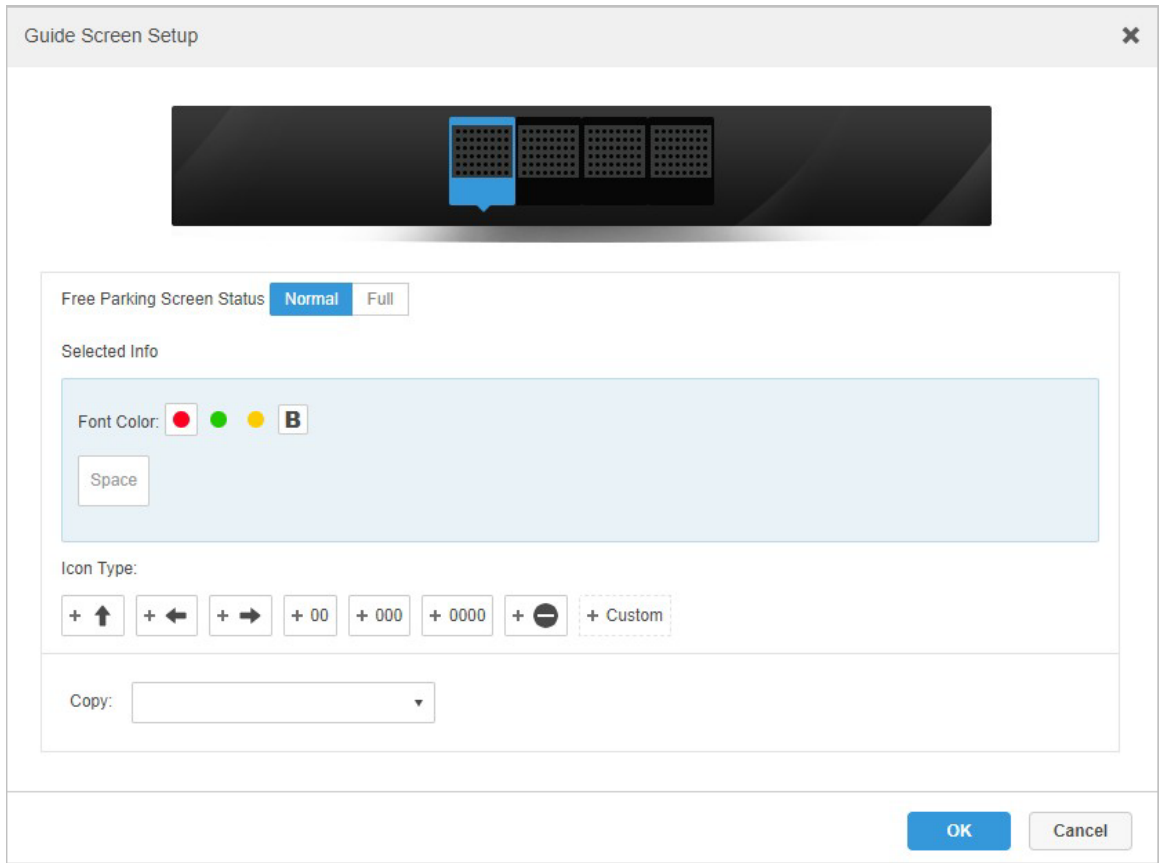 Guide Screen Setup
Free Parking Screen Status Normal Full
Selected Info
Font Color: B
Space
Icon Type:
+ + + + 00 + 000 + 0000 + + Custom
Copy:
OK Cancel